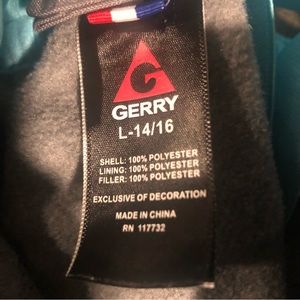 GERRY
L-14/16
SHELL: 100% POLYESTER
LINING: 100% POLYESTER
FILLER: 100% POLYESTER
EXCLUSIVE OF DECORATION
MADE IN CHINA
RN 117732